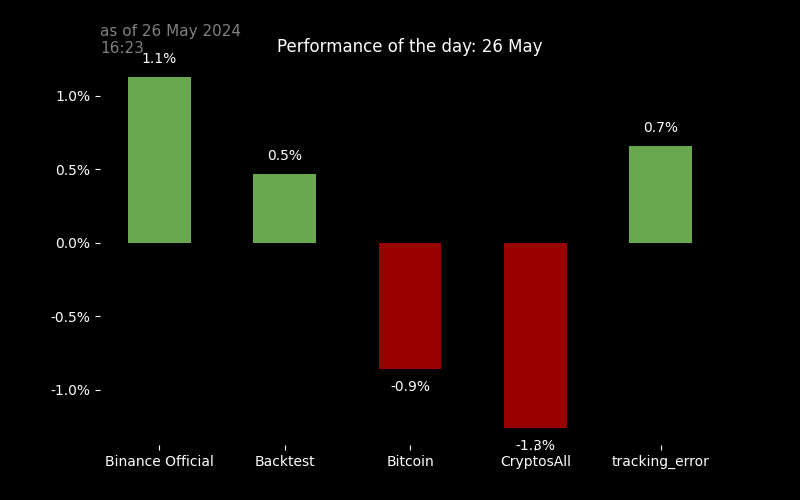 as of 26 May 2024
16:23
Performance of the day: 26 May
1.1%
0.5%
-0.9%
-1.3%
0.7%
1.0%
0.5%
0.0%
-0.5%
-1.0%
Binance Official
Backtest
Bitcoin
CryptosAll
tracking_error